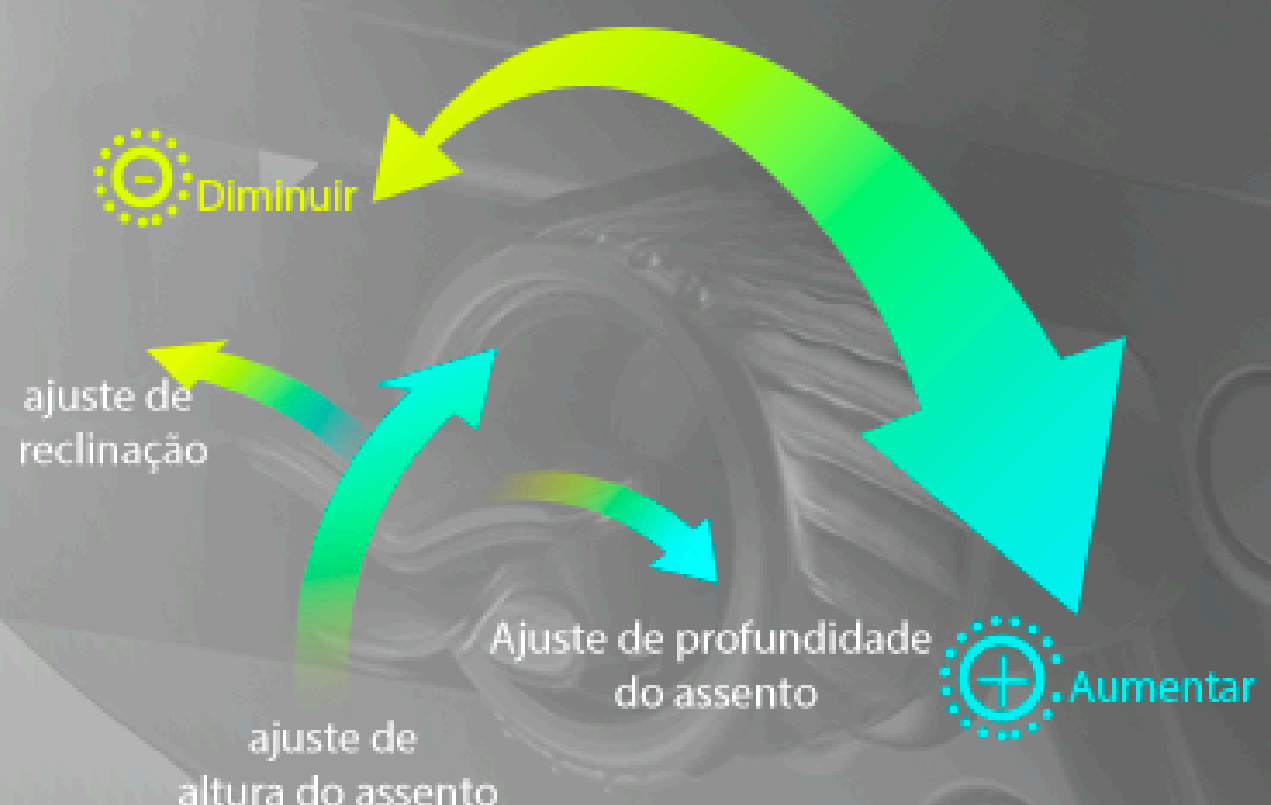 -
Diminuir
ajuste de
reclinação
Ajuste de profundidade
do assento
+
Aumentar
ajuste de
altura do assento